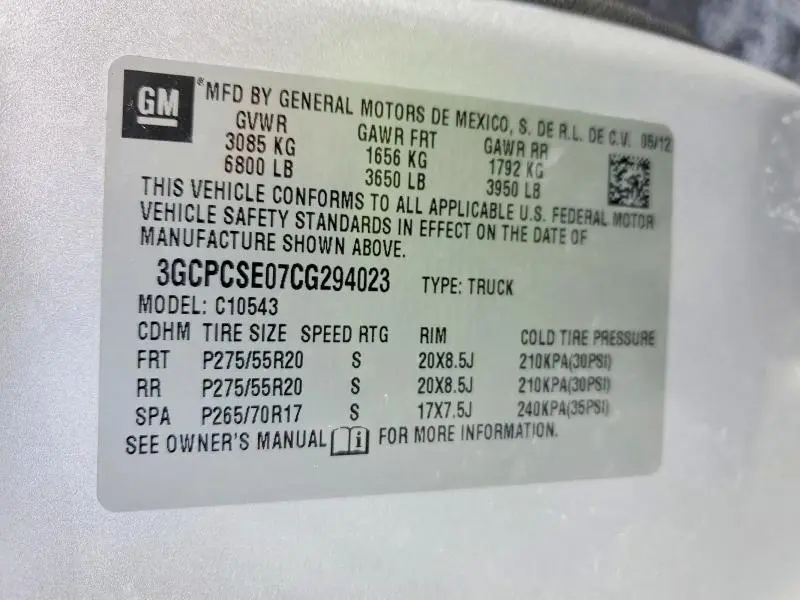 GM
®MFD BY GENERAL MOTORS DE MEXICO, S. DE R.L. DE C.V. 06/12
GVWR GAWR FRT GAWR RR
3085 KG 1656 KG 1792 KG
6800 LB 3650 LB 3950 LB
THIS VEHICLE CONFORMS TO ALL APPLICABLE U.S. FEDERAL MOTOR
VEHICLE SAFETY STANDARDS IN EFFECT ON THE DATE OF
MANUFACTURE SHOWN ABOVE.
3GCPCSE07CG294023 TYPE: TRUCK
MODEL: C10543
CDHM TIRE SIZE SPEED RTG RIM COLD TIRE PRESSURE
FRT P275/55R20 S 20X8.5J 210KPA(30PSI)
RR P275/55R20 S 20X8.5J 210KPA(30PSI)
SPA P265/70R17 S 17X7.5J 240KPA(35PSI)
SEE OWNER'S MANUAL i FOR MORE INFORMATION.